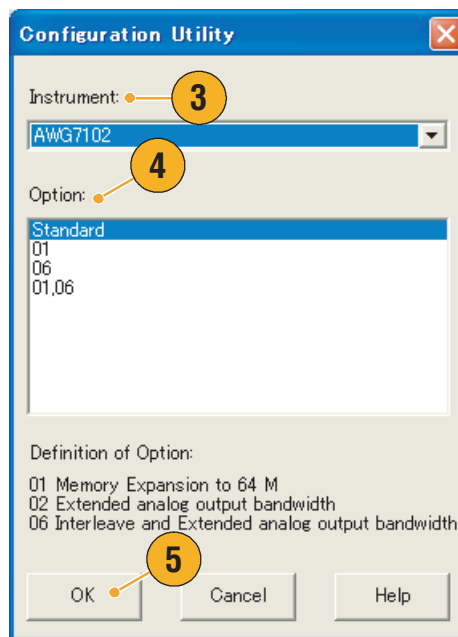 Configuration Utility
Instrument:
3
AWG7102
4
Option:
Standard
01
06
01,06
Definition of Option:
01 Memory Expansion to 64 M
02 Extended analog output bandwidth
06 Interleave and Extended analog output bandwidth
5
OK
Cancel
Help